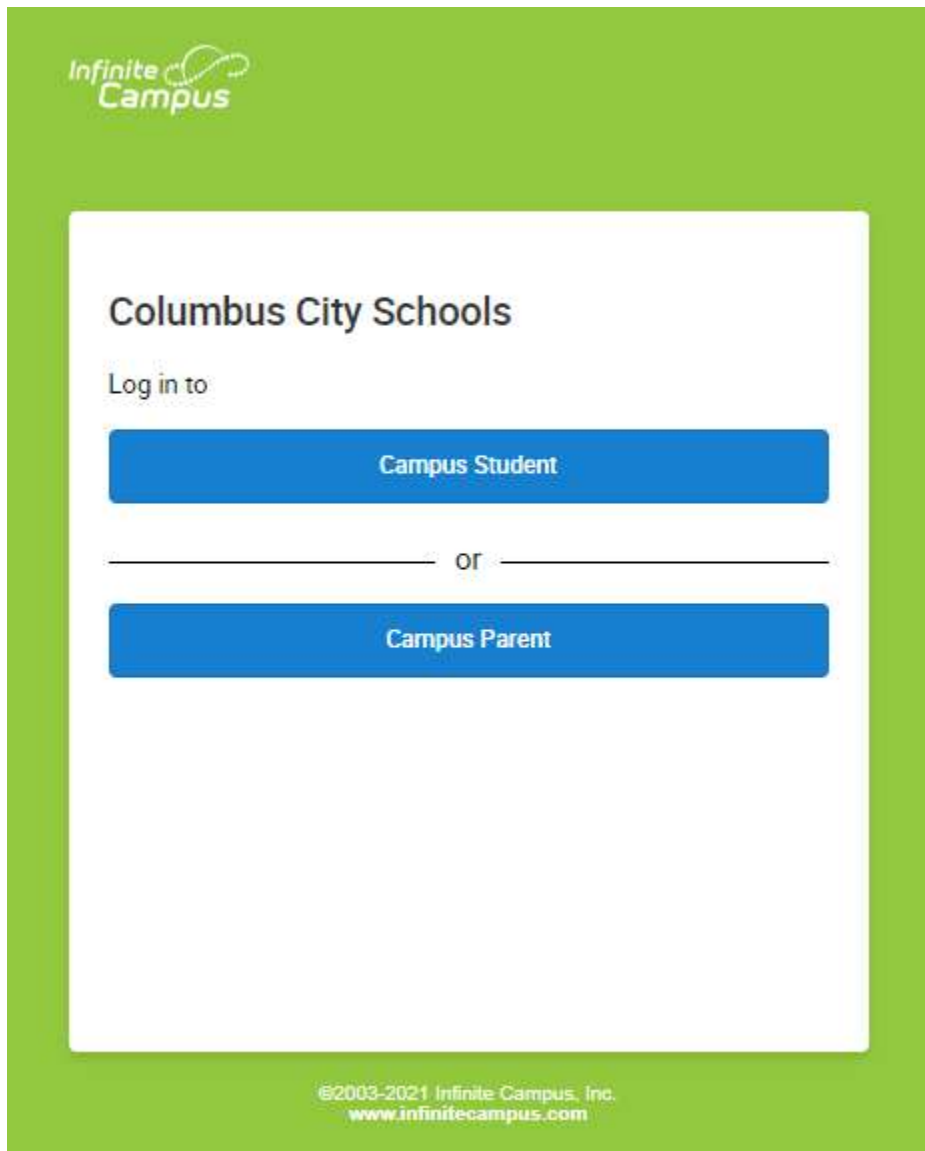 Infinite
Campus
Columbus City Schools
Log in to
Campus Student
or
Campus Parent
©2003-2021 Infinite Campus, Inc.
www.infinitecampus.com